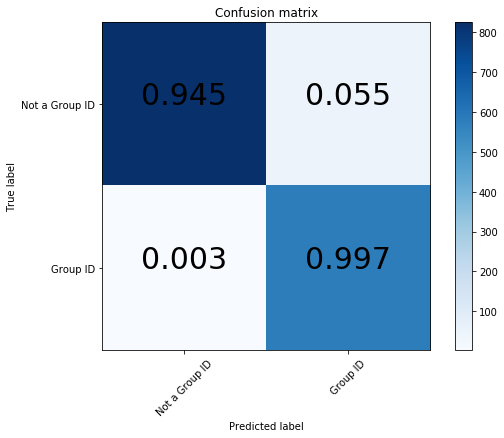 Confusion matrix
True label
Not a Group ID
0.945 0.055
Group ID
0.003 0.997
Not a Group ID
Group ID
Predicted label
800
700
600
500
400
300
200
100